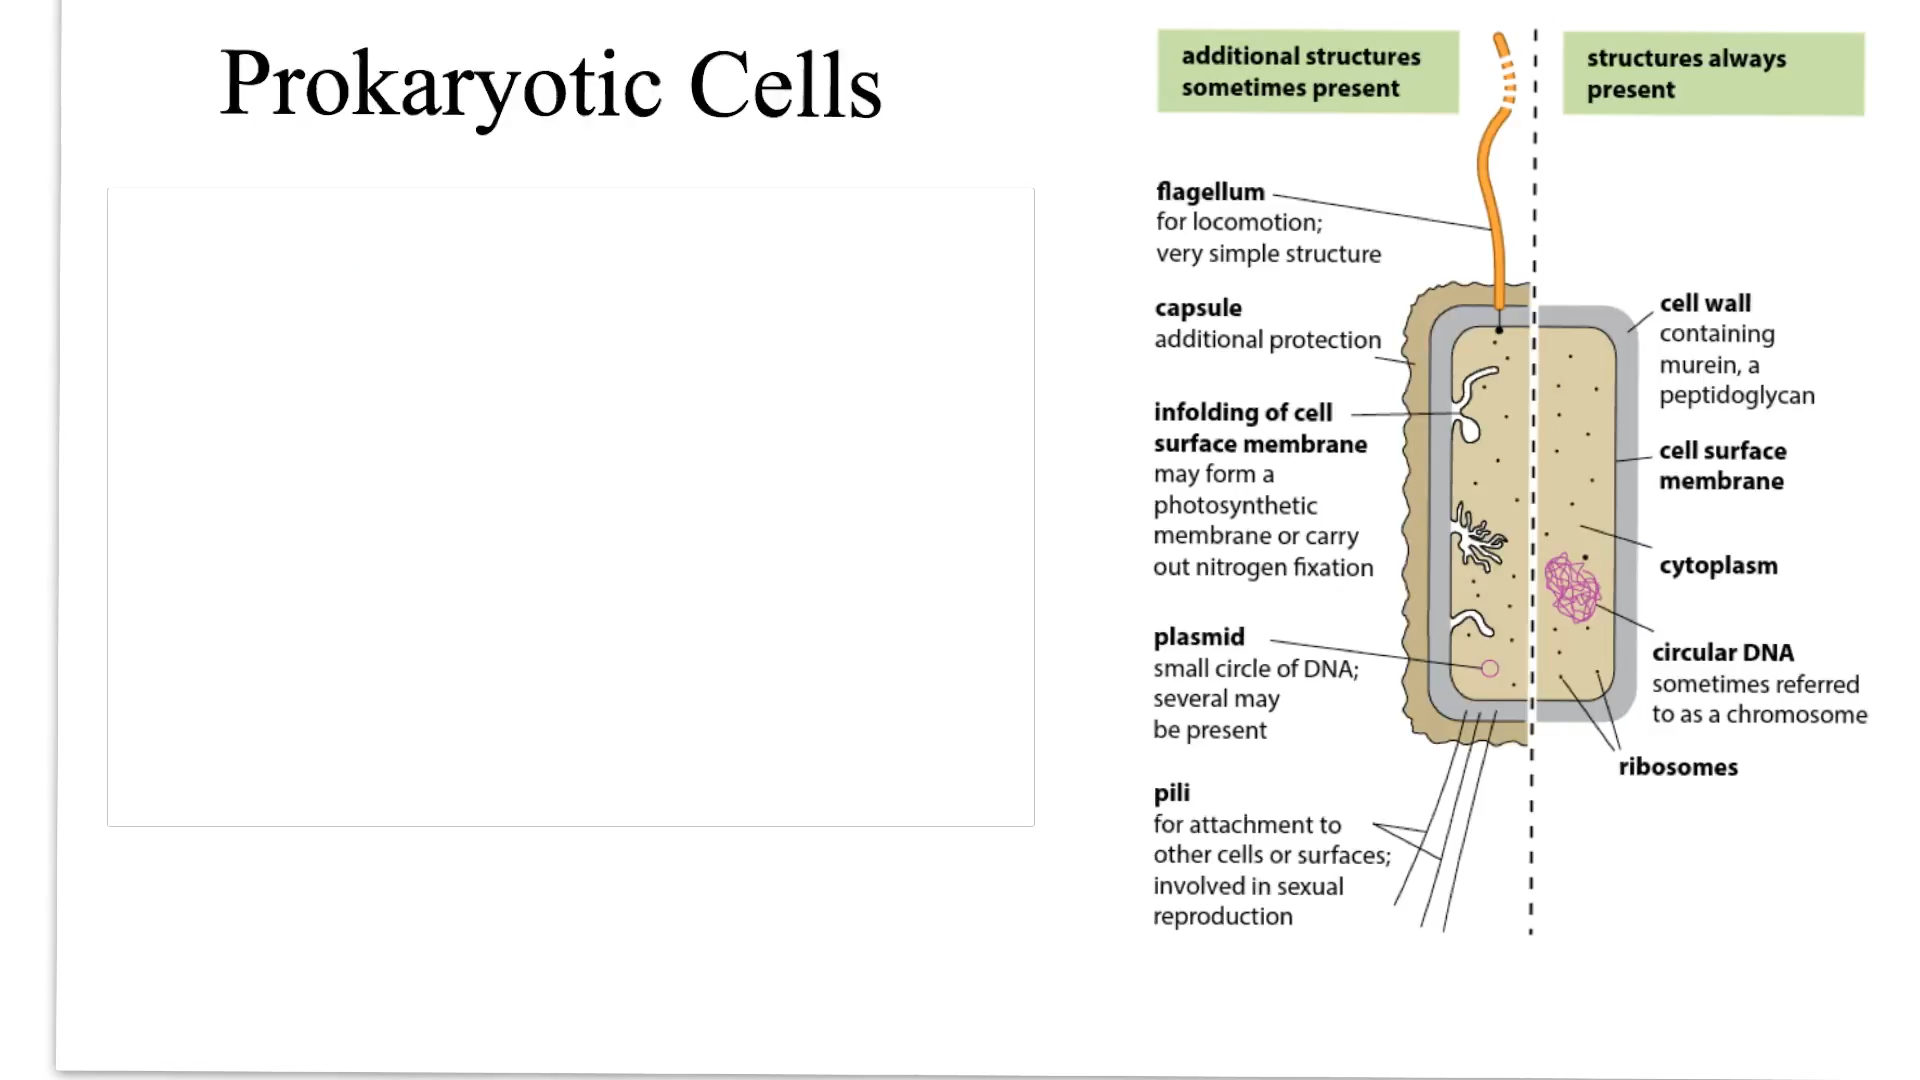 Prokaryotic Cells
additional structures
sometimes present
structures always
present
flagellum
for locomotion;
very simple structure
capsule
additional protection
infolding of cell
surface membrane
may form a
photosynthetic
membrane or carry
out nitrogen fixation
plasmid
small circle of DNA;
several may
be present
pili
for attachment to
other cells or surfaces;
involved in sexual
reproduction
cell wall
containing
murein, a
peptidoglycan
cell surface
membrane
cytoplasm
circular DNA
sometimes referred
to as a chromosome
ribosomes